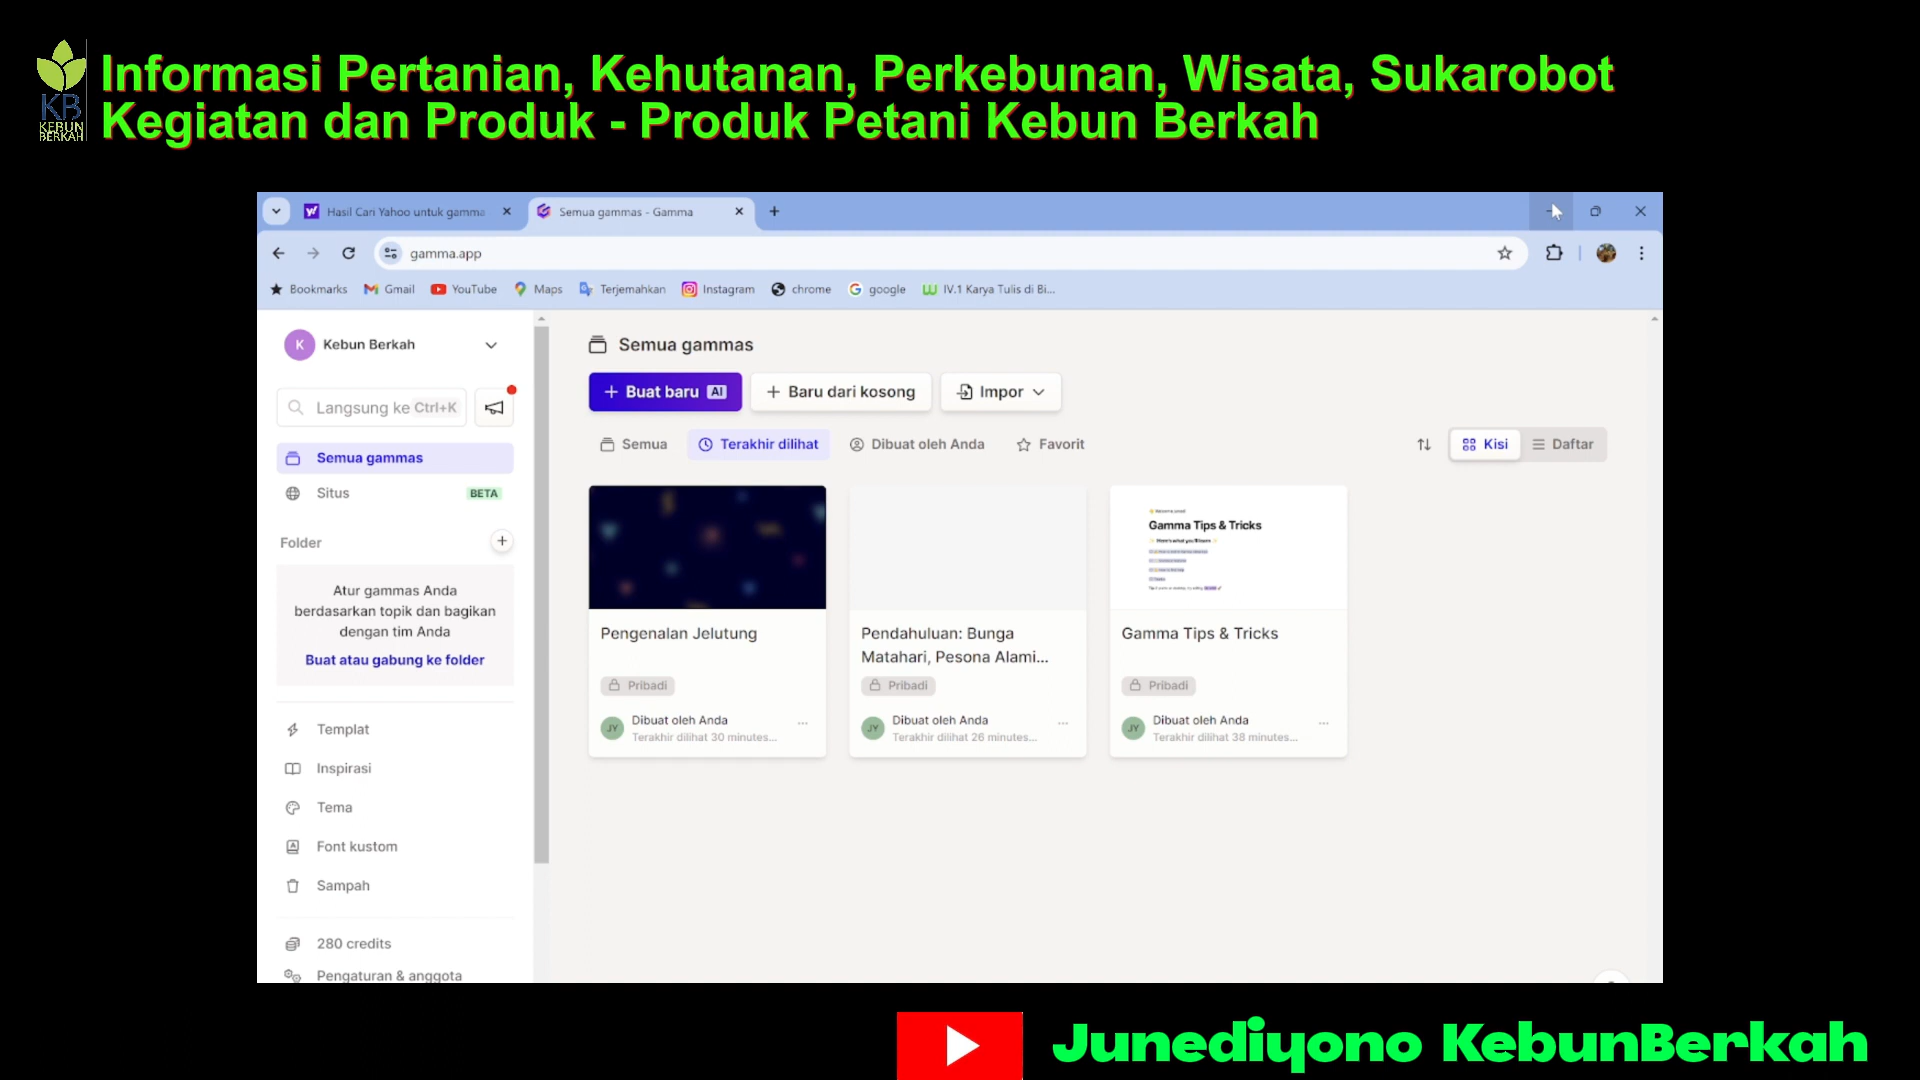 Informasi Pertanian, Kehutanan, Perkebunan, Wisata, Sukarobot
Kegiatan dan Produk - Produk Petani Kebun Berkah
KB
KEBUN
BERKAH
Hasil Cari Yahoo untuk gamma
Semua gammas - Gamma
gamma.app
Bookmarks
Gmail
YouTube
Maps
Terjemahkan
Instagram
chrome
google
IV.1 Karya Tulis di Bi...
K
Kebun Berkah
Langsung ke Ctrl+K
Semua gammas
Situs
BETA
Folder
Atur gammas Anda
berdasarkan topik dan bagikan
dengan tim Anda
Buat atau gabung ke folder
Templat
Inspirasi
Tema
Font kustom
Sampah
280 credits
Pengaturan & anggota
Semua gammas
Buat baru AI
Baru dari kosong
Impor
Semua
Terakhir dilihat
Dibuat oleh Anda
Favorit
Kisi
Daftar
Pengenalan Jelutung
Pribadi
JY
Dibuat oleh Anda
Terakhir dilihat 30 minutes...
Pendahuluan: Bunga
Matahari, Pesona Alami...
Pribadi
JY
Dibuat oleh Anda
Terakhir dilihat 26 minutes...
Gamma Tips & Tricks
Gamma Tips & Tricks
Pribadi
JY
Dibuat oleh Anda
Terakhir dilihat 38 minutes...
Junediyono KebunBerkah